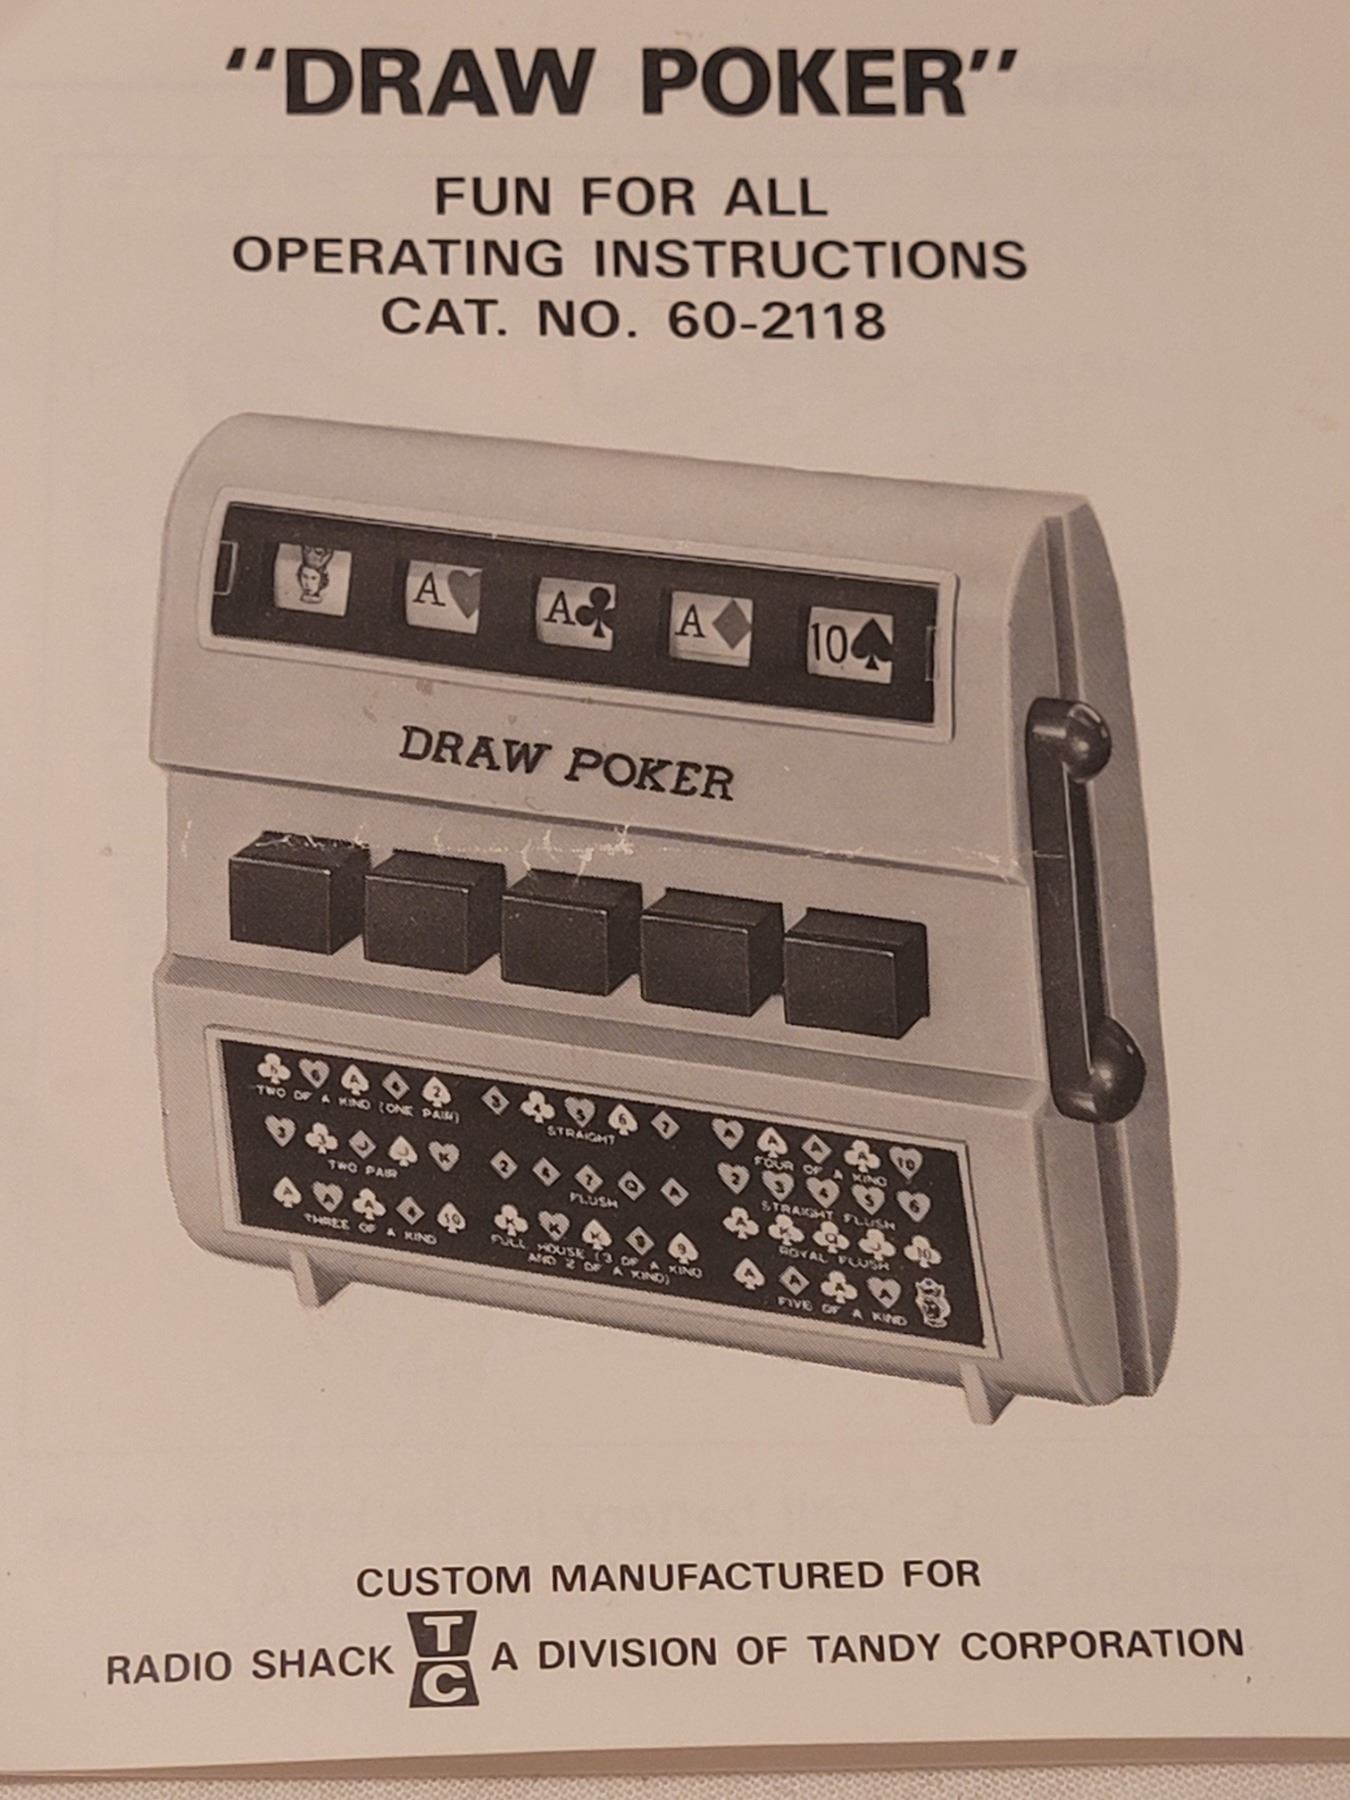 "DRAW POKER"
FUN FOR ALL
OPERATING INSTRUCTIONS
CAT. NO. 60-2118
A A A 10
DRAW POKER
TWO OF A KIND (ONE PAIR)
STRAIGHT
FOUR OF A KIND
TWO PAIR
FLUSH
STRAIGHT FLUSH
THREE OF A KIND
FULL HOUSE (3 OF A KIND
AND 2 OF A KIND)
ROYAL FLUSH
FIVE OF A KIND
CUSTOM MANUFACTURED FOR
RADIO SHACK TC A DIVISION OF TANDY CORPORATION